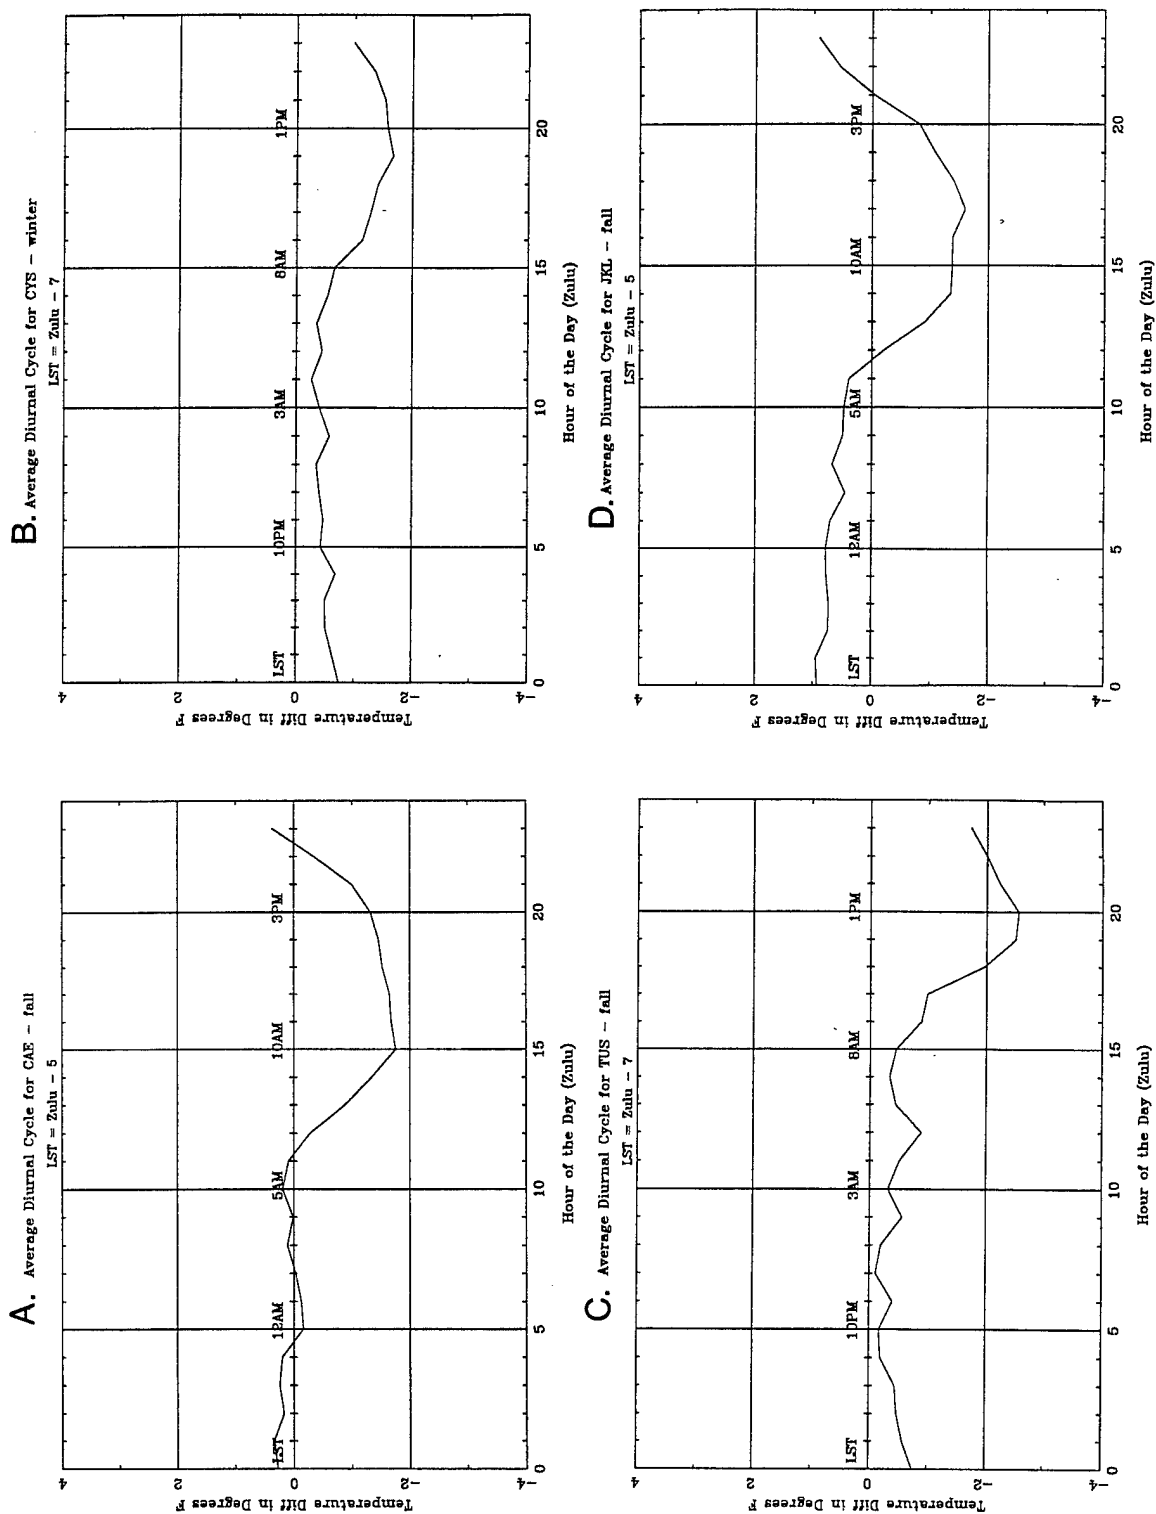 A. Average Diurnal Cycle for CAE – fall
LST = Zulu – 5
Temperature Diff in Degrees F
4
2
0
-2
-4
LST 12AM 5AM 10AM 3PM
0 5 10 15 20
Hour of the Day (Zulu)
B. Average Diurnal Cycle for CYS – winter
LST = Zulu – 7
Temperature Diff in Degrees F
4
2
0
-2
-4
LST 10PM 3AM 8AM 1PM
0 5 10 15 20
Hour of the Day (Zulu)
C. Average Diurnal Cycle for TUS – fall
LST = Zulu – 7
Temperature Diff in Degrees F
4
2
0
-2
-4
LST 10PM 3AM 8AM 1PM
0 5 10 15 20
Hour of the Day (Zulu)
D. Average Diurnal Cycle for JKL – fall
LST = Zulu – 5
Temperature Diff in Degrees F
4
2
0
-2
-4
LST 12AM 5AM 10AM 3PM
0 5 10 15 20
Hour of the Day (Zulu)